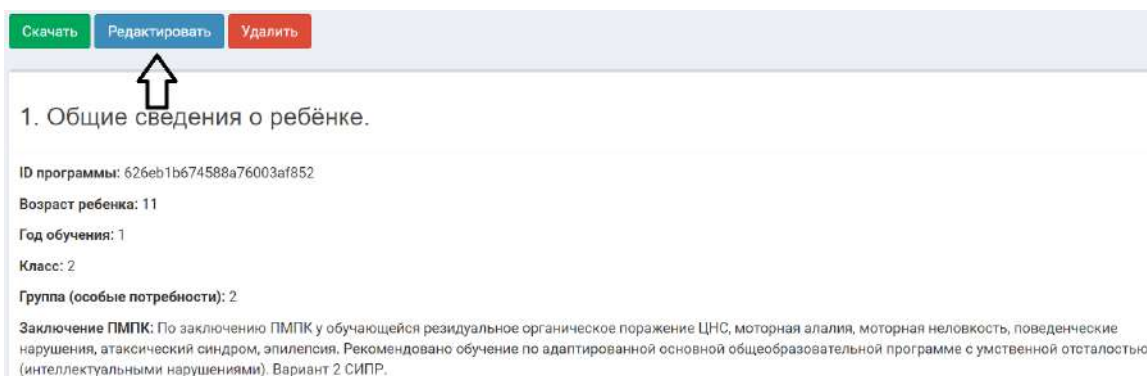 Скачать Редактировать Удалить
1. Общие сведения о ребёнке.
ID программы: 626eb1b674588a76003af852
Возраст ребенка: 11
Год обучения: 1
Класс: 2
Группа (особые потребности): 2
Заключение ПМПК: По заключению ПМПК у обучающейся резидуальное органическое поражение ЦНС, моторная алалия, моторная неловкость, поведенческие
нарушения, атаксический синдром, эпилепсия. Рекомендовано обучение по адаптированной основной общеобразовательной программе с умственной отсталостью
(интеллектуальными нарушениями). Вариант 2 СИПР.